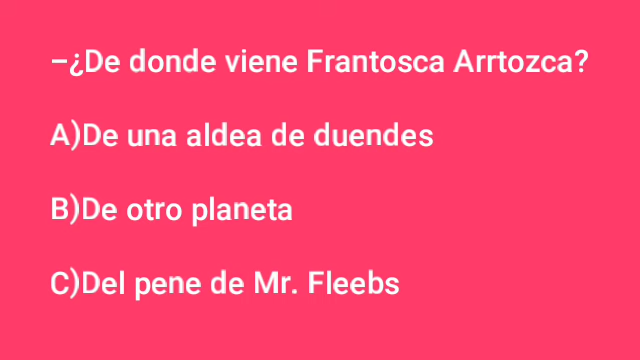 –¿De donde viene Frantosca Arrtozca?
A)De una aldea de duendes
B)De otro planeta
C)Del pene de Mr. Fleebs